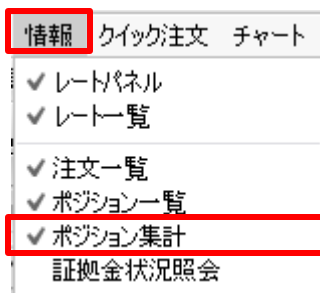 情報 クイック注文 チャート
レートパネル
レート一覧
注文一覧
ポジション一覧
ポジション集計
証拠金状況照会